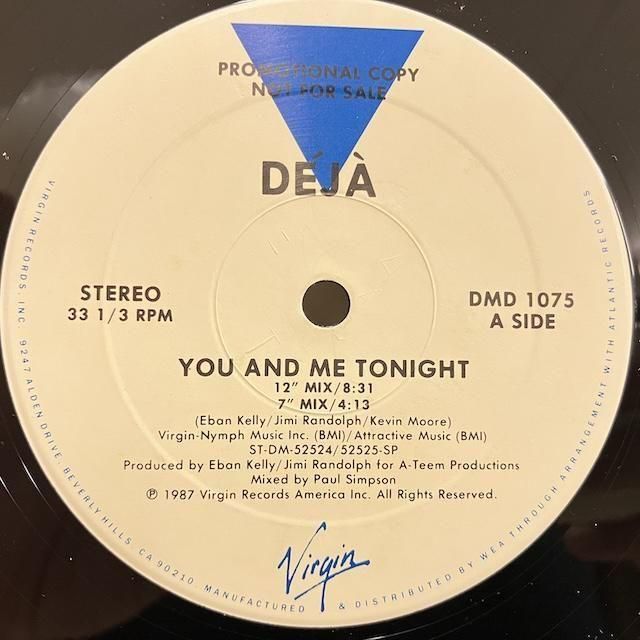 PROMOTIONAL COPY
NOT FOR SALE
DÉJÀ
STEREO
33 1/3 RPM
DMD 1075
A SIDE
YOU AND ME TONIGHT
12" MIX/8:31
7" MIX/4:13
(Eban Kelly/Jimi Randolph/Kevin Moore)
Virgin-Nymph Music Inc. (BMI)/Attractive Music (BMI)
ST-DM-52524/52525-SP
Produced by Eban Kelly/Jimi Randolph for A-Teem Productions
Mixed by Paul Simpson
℗ 1987 Virgin Records America Inc. All Rights Reserved.
Virgin
VIRGIN RECORDS, INC. 9247 ALDEN DRIVE, BEVERLY HILLS, CA 90210. MANUFACTURED & DISTRIBUTED BY WEA THROUGH ARRANGEMENT WITH ATLANTIC RECORDS